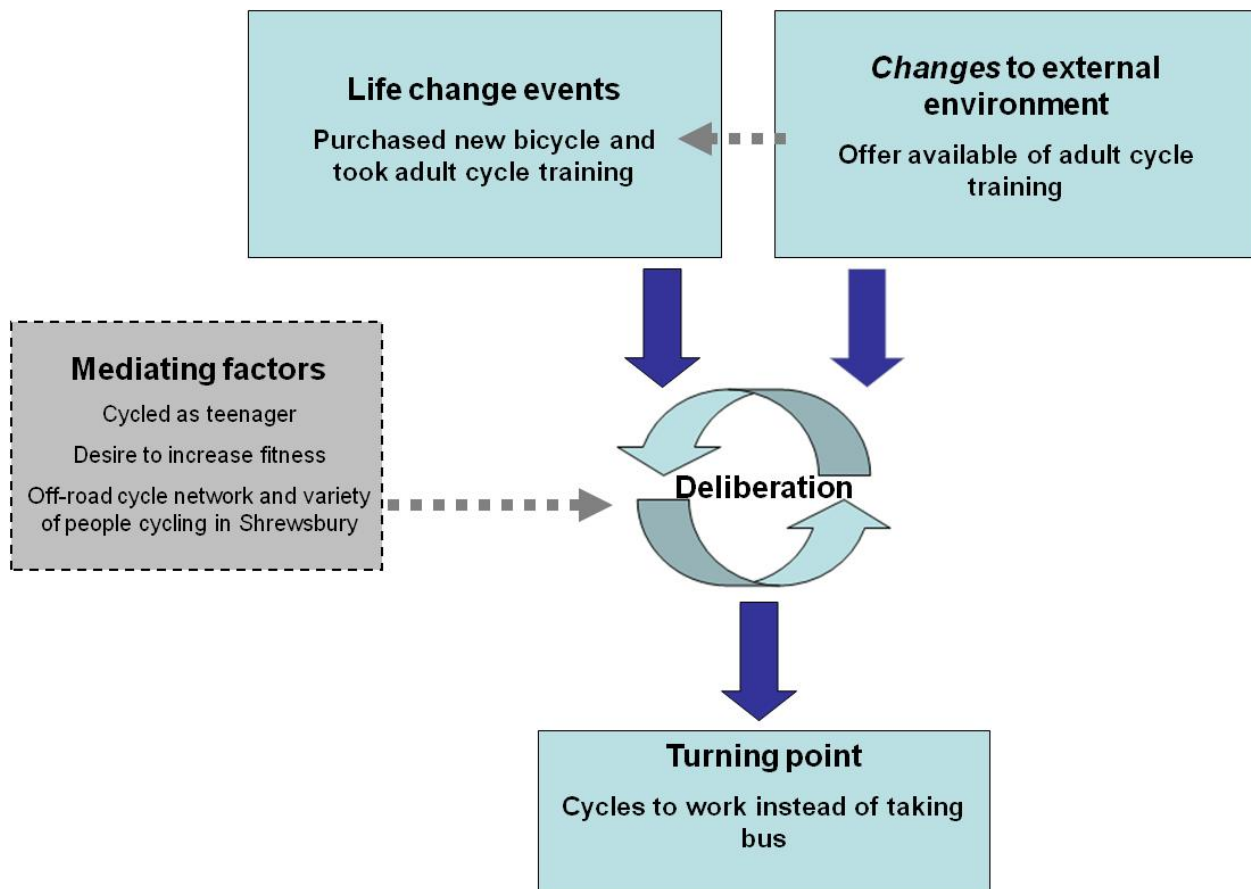 Life change events
Purchased new bicycle and
took adult cycle training
Changes to external
environment
Offer available of adult cycle
training
Mediating factors
Cycled as teenager
Desire to increase fitness
Off-road cycle network and variety
of people cycling in Shrewsbury
Deliberation
Turning point
Cycles to work instead of taking
bus